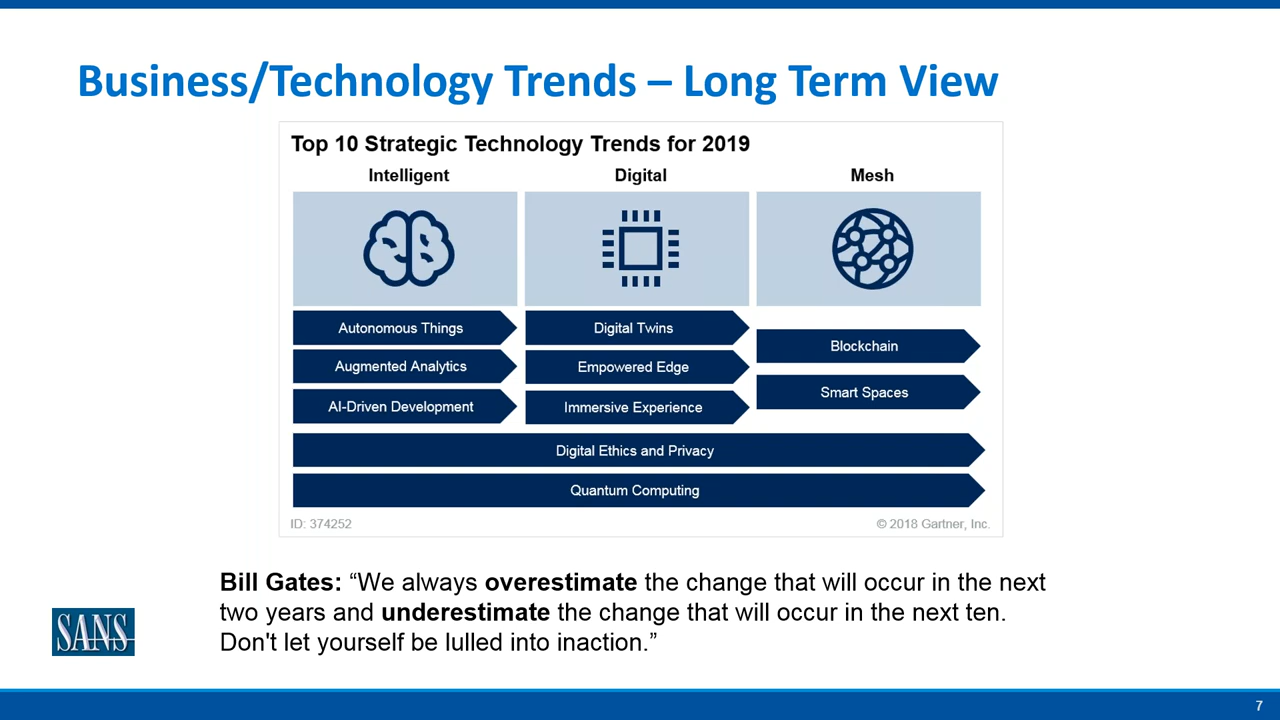 Business/Technology Trends – Long Term View
Top 10 Strategic Technology Trends for 2019
Intelligent
Digital
Mesh
Autonomous Things
Digital Twins
Blockchain
Augmented Analytics
Empowered Edge
Smart Spaces
AI-Driven Development
Immersive Experience
Digital Ethics and Privacy
Quantum Computing
ID: 374252
© 2018 Gartner, Inc.
Bill Gates: “We always overestimate the change that will occur in the next
two years and underestimate the change that will occur in the next ten.
Don't let yourself be lulled into inaction.”
SANS
7